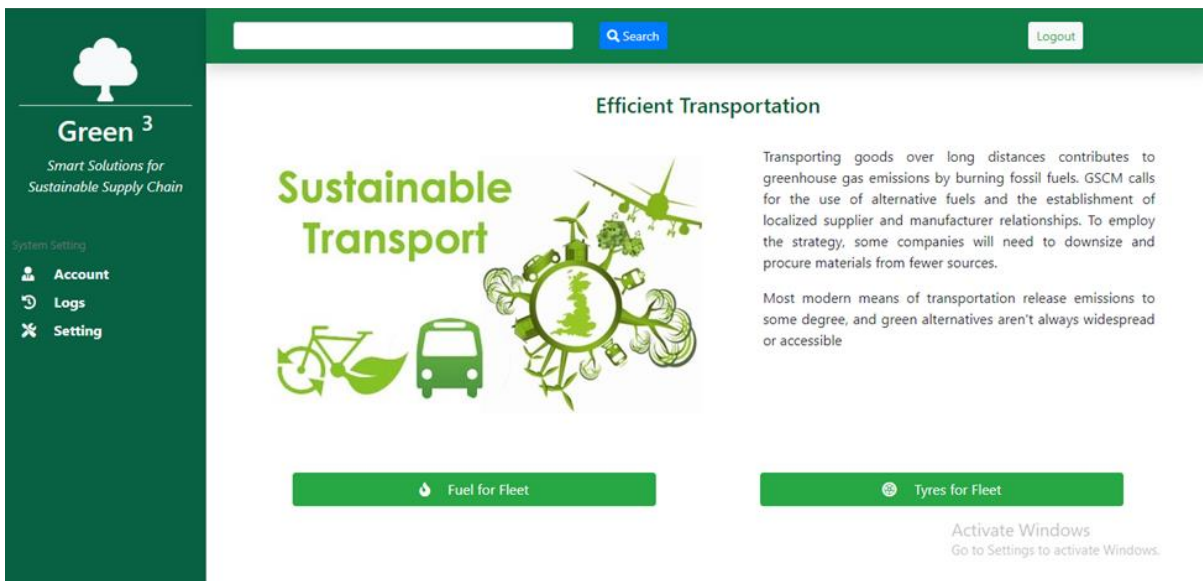 Green 3
Smart Solutions for
Sustainable Supply Chain
System Setting
Account
Logs
Setting
Search
Logout
Efficient Transportation
Sustainable
Transport
Transporting goods over long distances contributes to
greenhouse gas emissions by burning fossil fuels. GSCM calls
for the use of alternative fuels and the establishment of
localized supplier and manufacturer relationships. To employ
the strategy, some companies will need to downsize and
procure materials from fewer sources.
Most modern means of transportation release emissions to
some degree, and green alternatives aren't always widespread
or accessible
Fuel for Fleet
Tyres for Fleet
Activate Windows
Go to Settings to activate Windows.